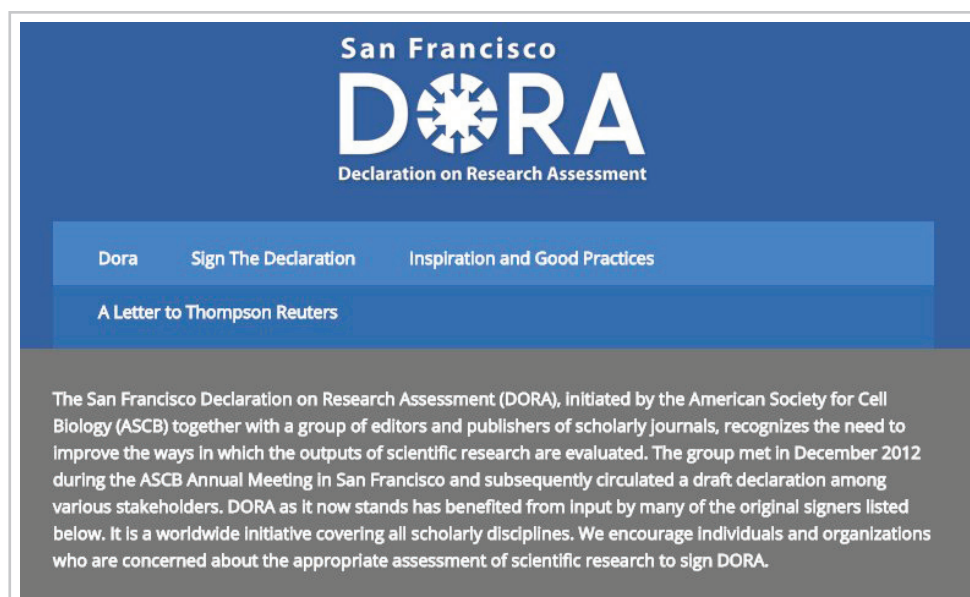 San Francisco
DORA
Declaration on Research Assessment
Dora Sign The Declaration Inspiration and Good Practices
A Letter to Thompson Reuters
The San Francisco Declaration on Research Assessment (DORA), initiated by the American Society for Cell
Biology (ASCB) together with a group of editors and publishers of scholarly journals, recognizes the need to
improve the ways in which the outputs of scientific research are evaluated. The group met in December 2012
during the ASCB Annual Meeting in San Francisco and subsequently circulated a draft declaration among
various stakeholders. DORA as it now stands has benefited from input by many of the original signers listed
below. It is a worldwide initiative covering all scholarly disciplines. We encourage individuals and organizations
who are concerned about the appropriate assessment of scientific research to sign DORA.